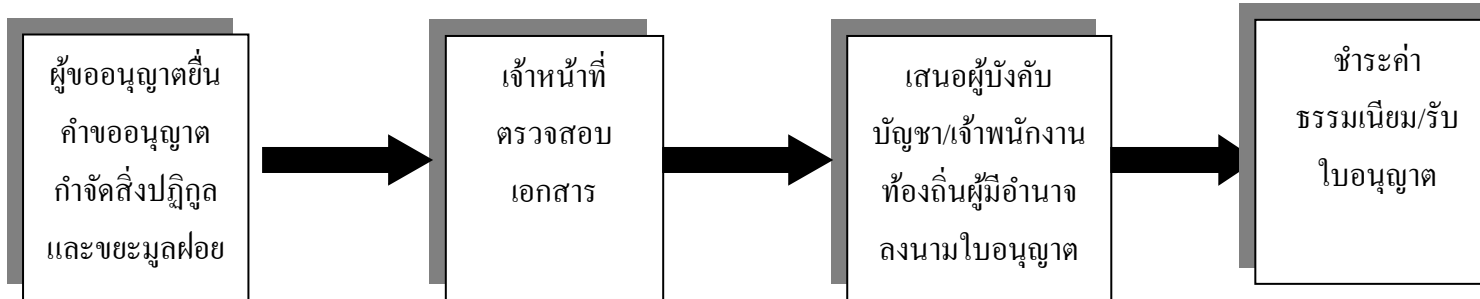 ผู้ขออนุญาตยื่น
คำขออนุญาต
กำจัดสิ่งปฏิกูล
และขยะมูลฝอย
เจ้าหน้าที่
ตรวจสอบ
เอกสาร
เสนอผู้บังคับ
บัญชา/เจ้าพนักงาน
ท้องถิ่นผู้มีอำนาจ
ลงนามใบอนุญาต
ชำระค่า
ธรรมเนียม/รับ
ใบอนุญาต